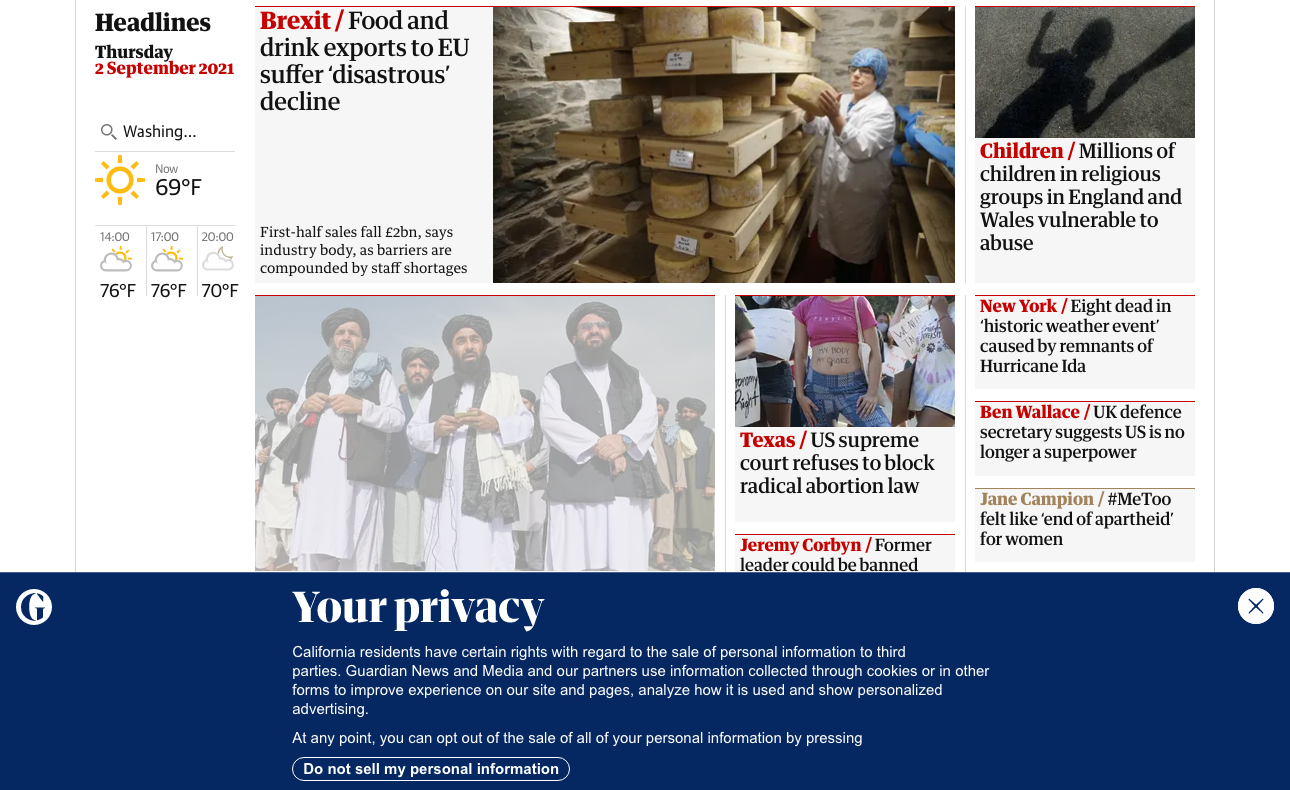 Headlines
Thursday
2 September 2021
Washing...
Now
69°F
14:00
17:00
20:00
76°F
76°F
70°F
Brexit / Food and
drink exports to EU
suffer ‘disastrous’
decline
First-half sales fall £2bn, says
industry body, as barriers are
compounded by staff shortages
Children / Millions of
children in religious
groups in England and
Wales vulnerable to
abuse
MY BODY
MY CHOICE
Texas / US supreme
court refuses to block
radical abortion law
Jeremy Corbyn / Former
leader could be banned
New York / Eight dead in
‘historic weather event’
caused by remnants of
Hurricane Ida
Ben Wallace / UK defence
secretary suggests US is no
longer a superpower
Jane Campion / #MeToo
felt like ‘end of apartheid’
for women
Your privacy
California residents have certain rights with regard to the sale of personal information to third
parties. Guardian News and Media and our partners use information collected through cookies or in other
forms to improve experience on our site and pages, analyze how it is used and show personalized
advertising.
At any point, you can opt out of the sale of all of your personal information by pressing
Do not sell my personal information